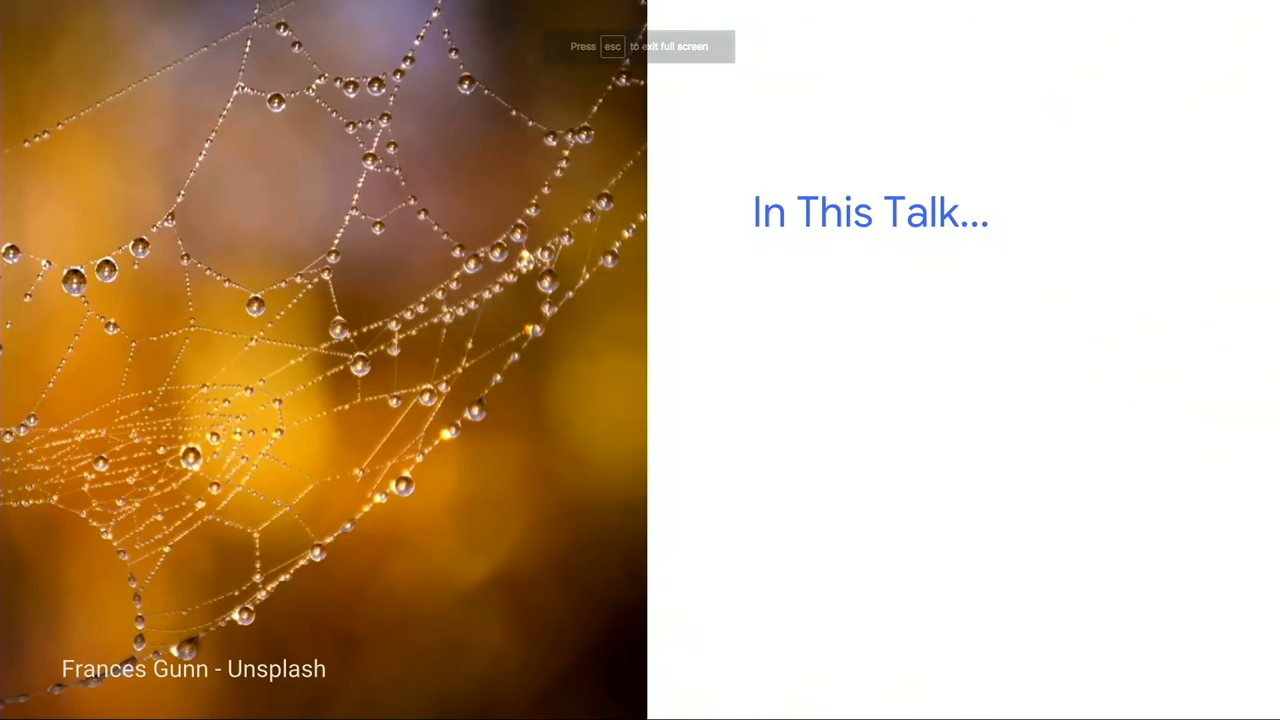 Press esc to exit full screen
In This Talk...
Frances Gunn - Unsplash